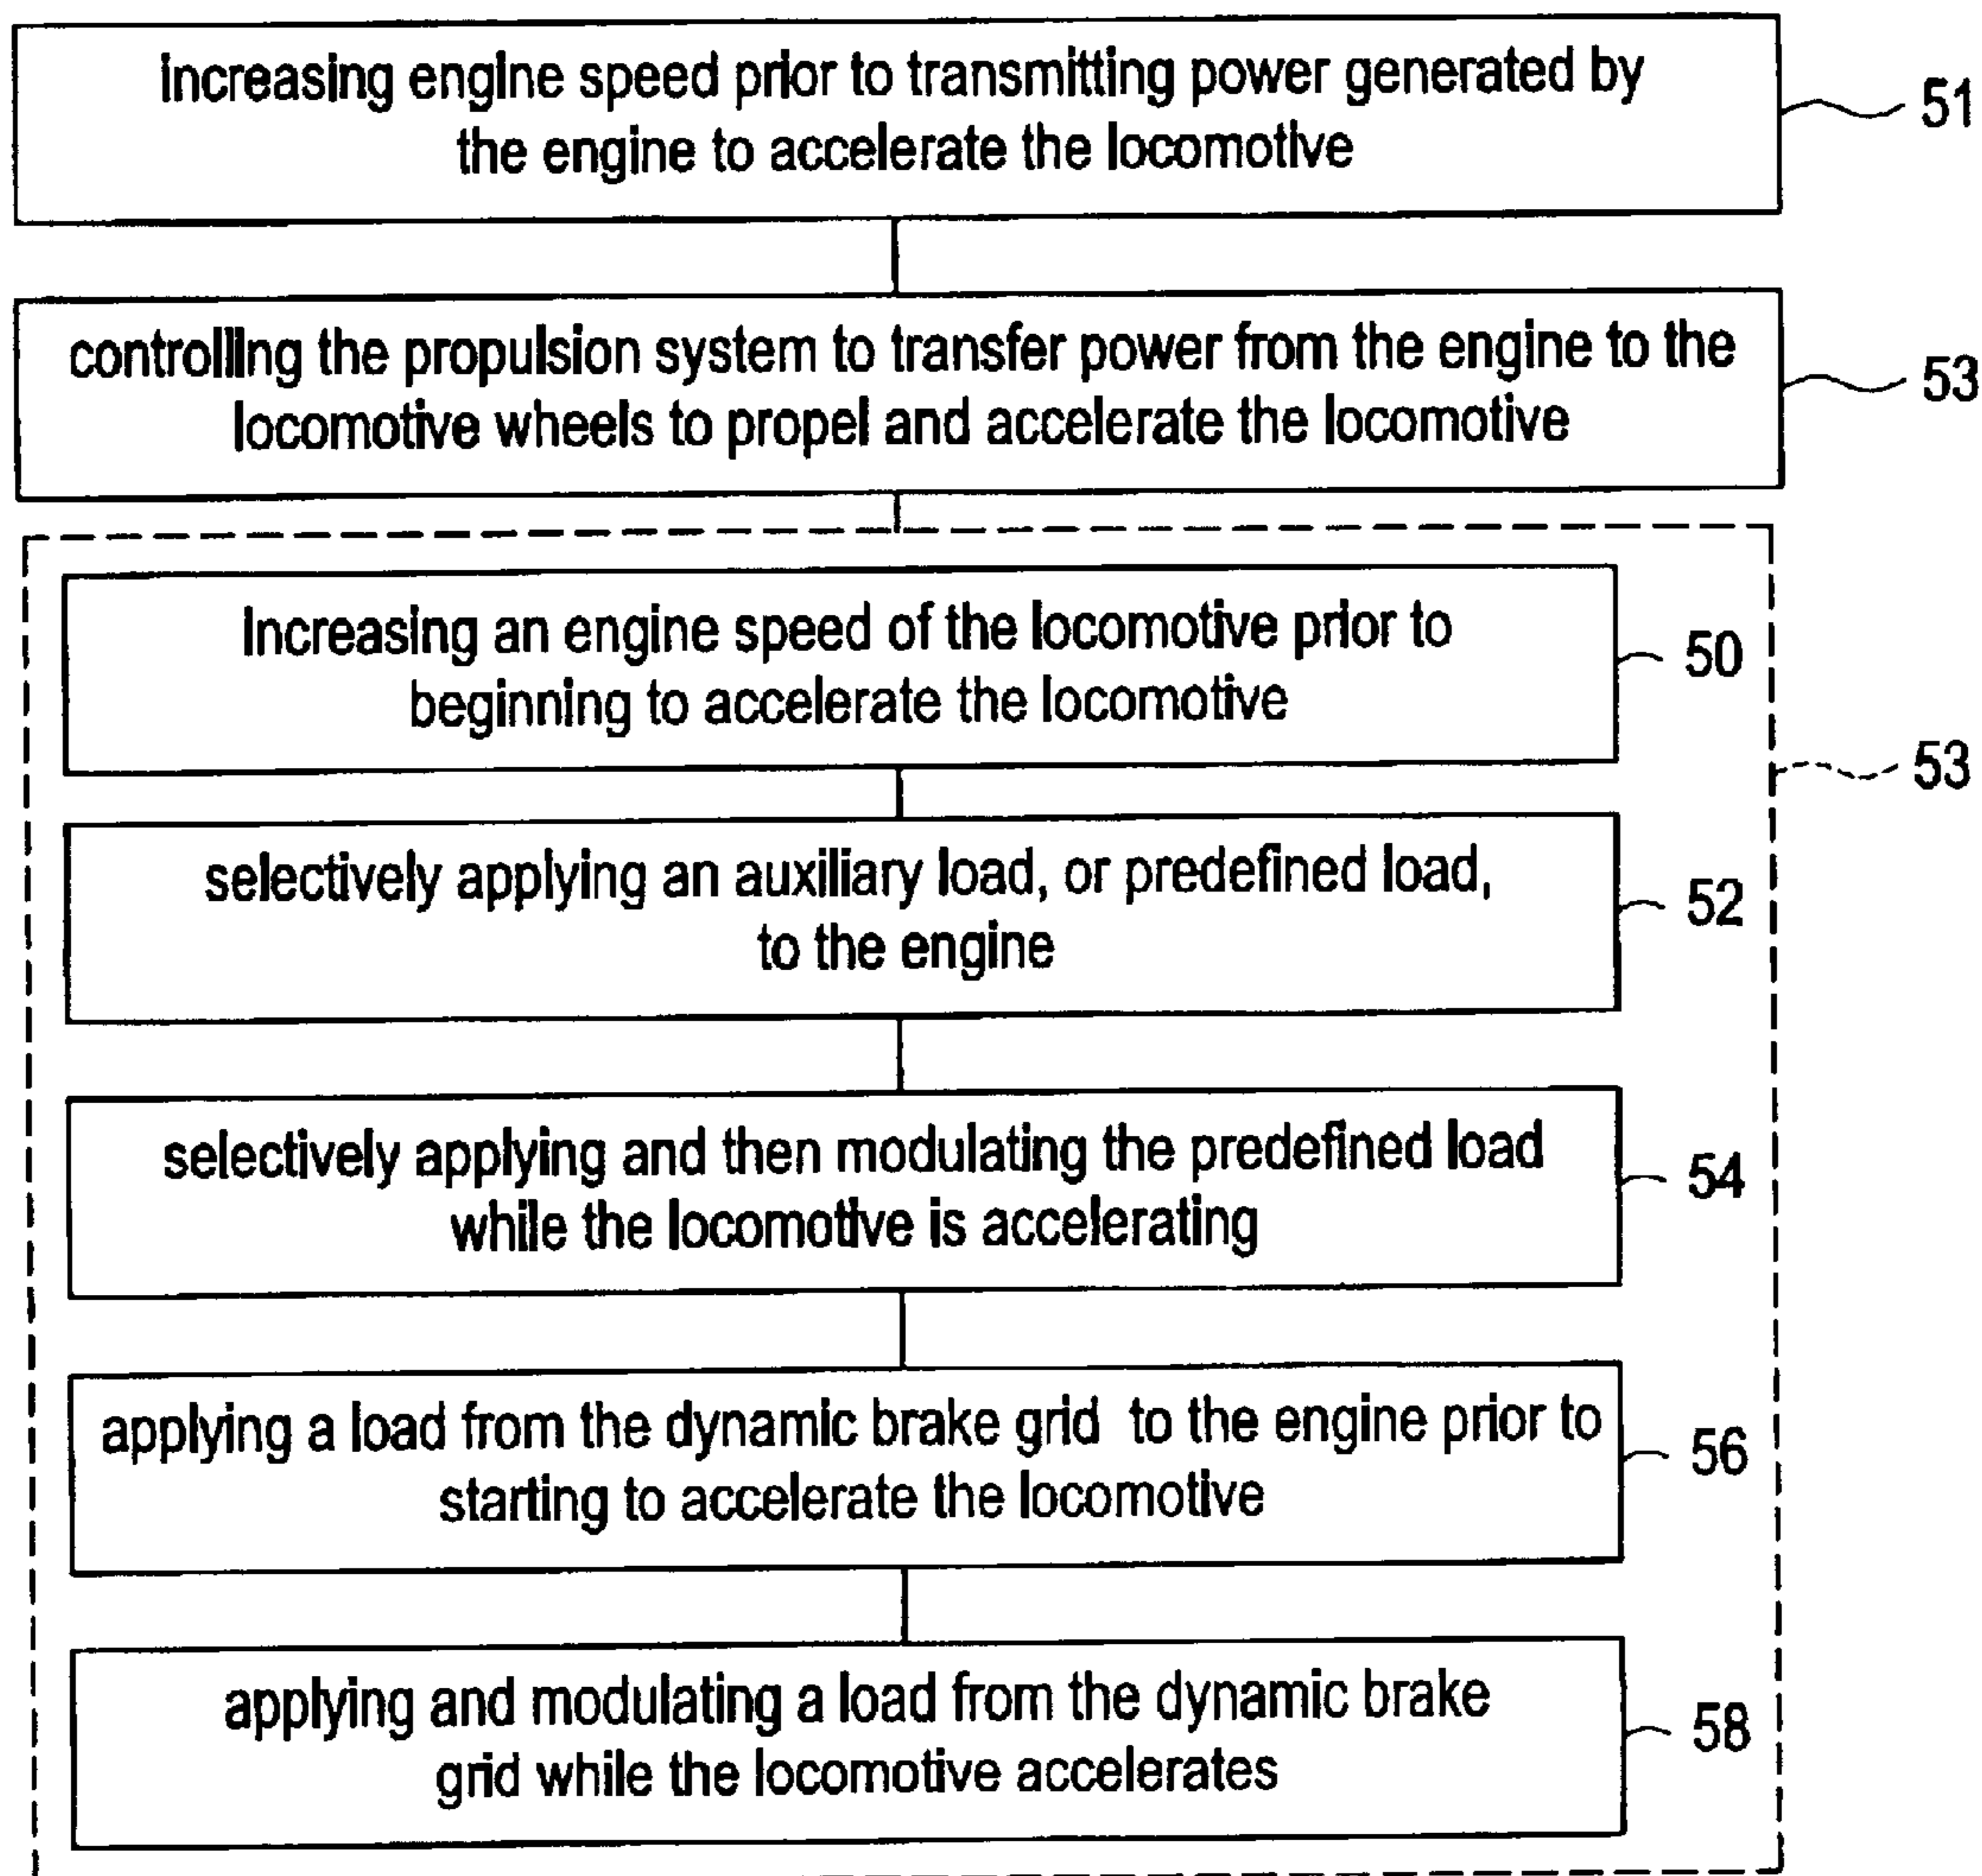 increasing engine speed prior to transmitting power generated by
the engine to accelerate the locomotive
51
controlling the propulsion system to transfer power from the engine to the
locomotive wheels to propel and accelerate the locomotive
53
Increasing an engine speed of the locomotive prior to
beginning to accelerate the locomotive
50
53
selectively applying an auxiliary load, or predefined load,
to the engine
52
selectively applying and then modulating the predefined load
while the locomotive is accelerating
54
applying a load from the dynamic brake grid to the engine prior to
starting to accelerate the locomotive
56
applying and modulating a load from the dynamic brake
grid while the locomotive accelerates
58